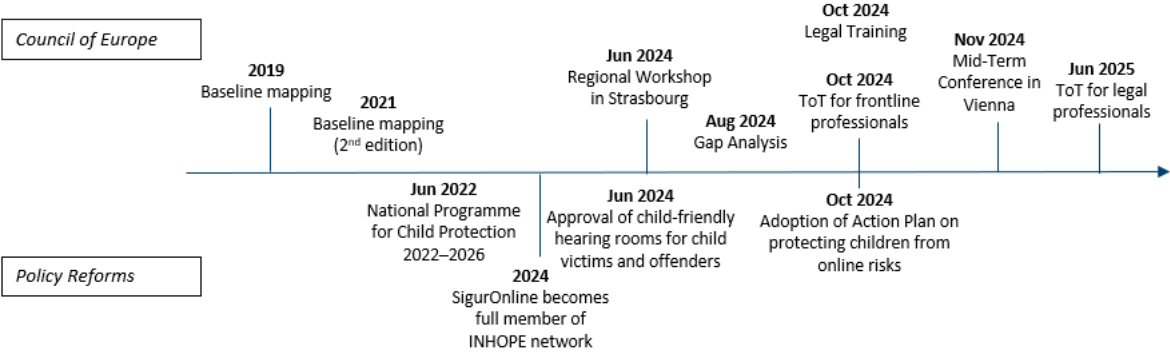 Council of Europe
2019
Baseline mapping
2021
Baseline mapping
(2nd edition)
Jun 2024
Regional Workshop
in Strasbourg
Aug 2024
Gap Analysis
Oct 2024
Legal Training
Oct 2024
ToT for frontline
professionals
Nov 2024
Mid-Term
Conference in
Vienna
Jun 2025
ToT for legal
professionals
Policy Reforms
Jun 2022
National Programme
for Child Protection
2022–2026
2024
SigurOnline becomes
full member of
INHOPE network
Jun 2024
Approval of child-friendly
hearing rooms for child
victims and offenders
Oct 2024
Adoption of Action Plan on
protecting children from
online risks